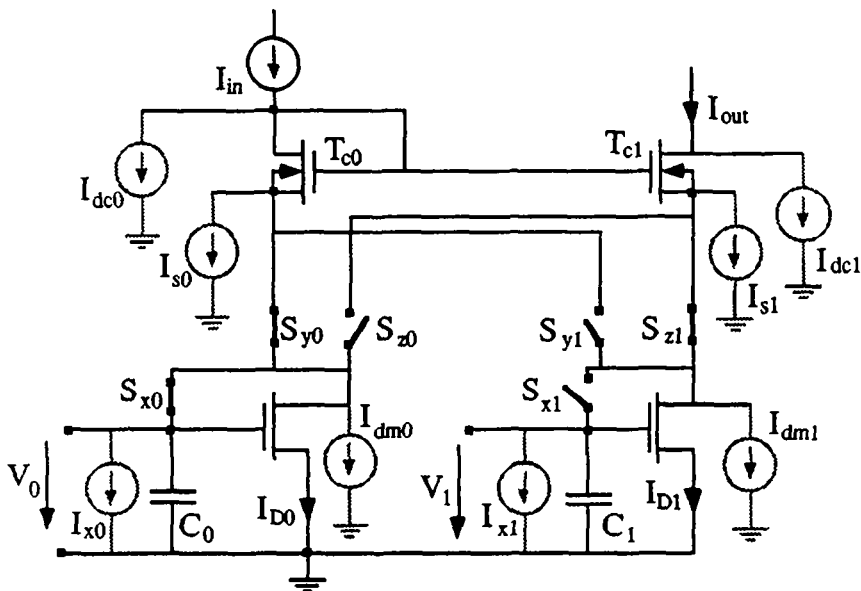 I_in
T_c0
T_c1
I_out
I_dc0
I_s0
I_s1
I_dc1
S_y0
S_z0
S_y1
S_z1
S_x0
S_x1
I_dm0
I_dm1
V_0
I_x0
C_0
I_D0
V_1
I_x1
C_1
I_D1